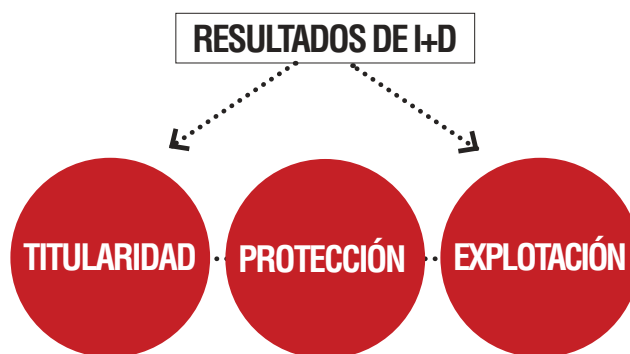 RESULTADOS DE I+D
TITULARIDAD
PROTECCIÓN
EXPLOTACIÓN